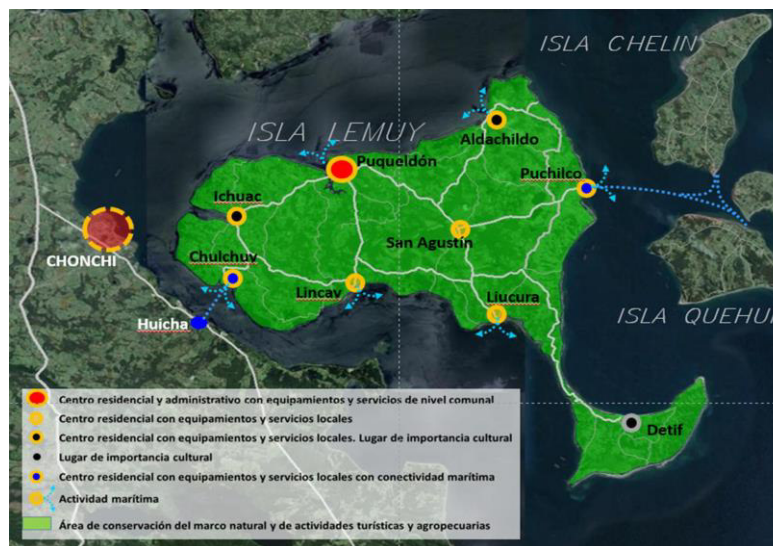 ISLA CHELIN
ISLA LEMUY
Aldachildo
Puqueldón
Puchilco
Ichuac
San Agustín
CHONCHI
Chulchuy
Lincay
Liucura
Huicha
ISLA QUEHUI
Detif
Centro residencial y administrativo con equipamientos y servicios de nivel comunal
Centro residencial con equipamientos y servicios locales
Centro residencial con equipamientos y servicios locales. Lugar de importancia cultural
Lugar de importancia cultural
Centro residencial con equipamientos y servicios locales con conectividad marítima
Actividad marítima
Área de conservación del marco natural y de actividades turísticas y agropecuarias